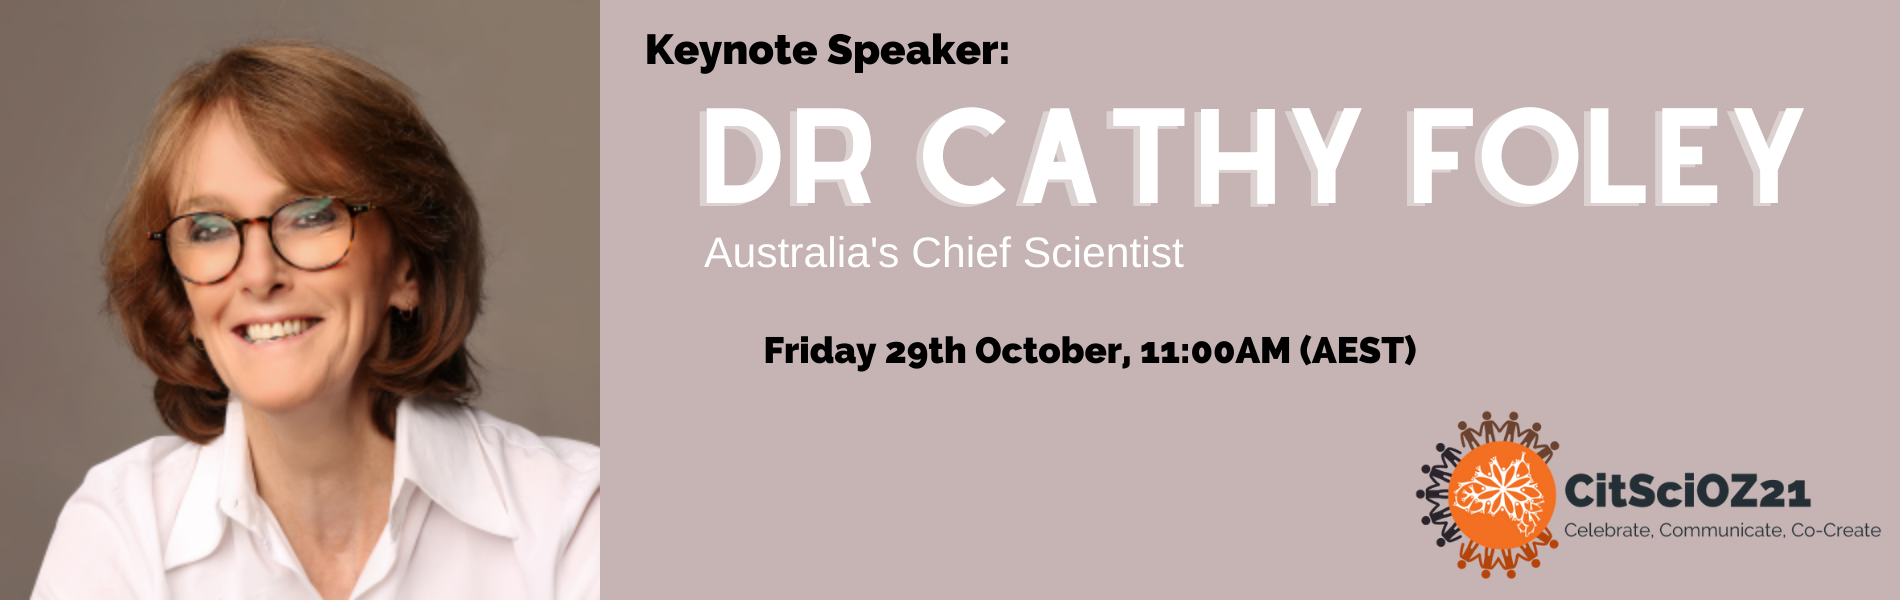 Keynote Speaker:
DR CATHY FOLEY
Australia's Chief Scientist
Friday 29th October, 11:00AM (AEST)
CitSciOZ21
Celebrate, Communicate, Co-Create